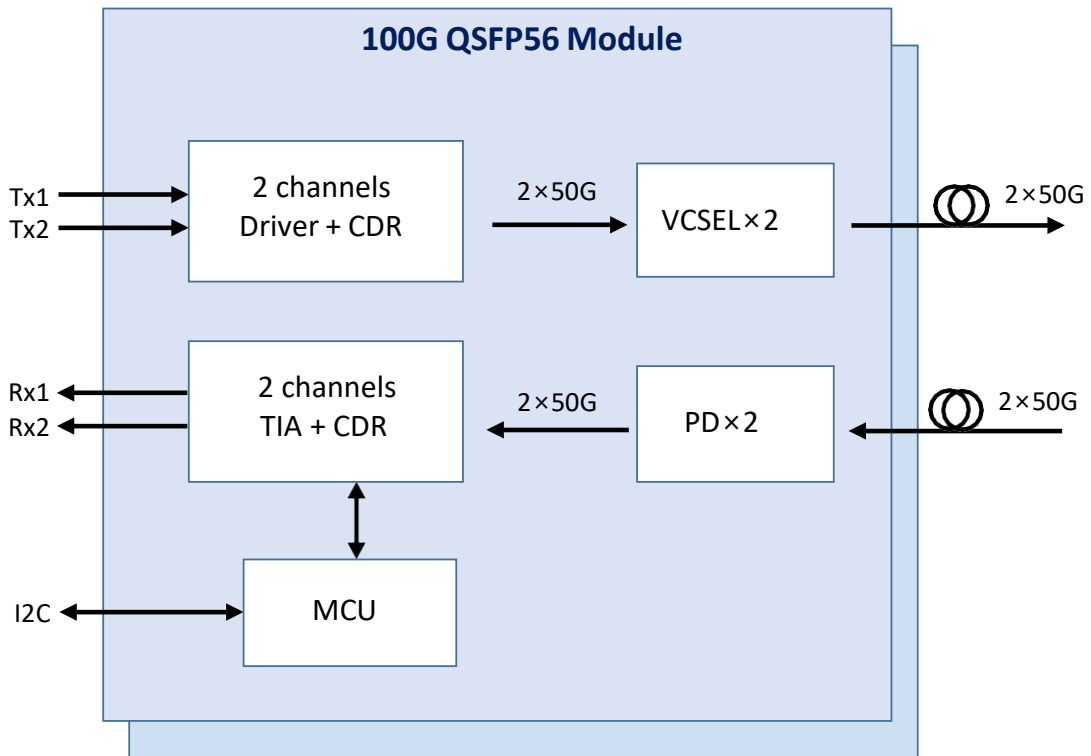 100G QSFP56 Module
Tx1
Tx2
2 channels
Driver + CDR
2×50G
VCSEL×2
2×50G
Rx1
Rx2
2 channels
TIA + CDR
2×50G
PD×2
2×50G
I2C
MCU